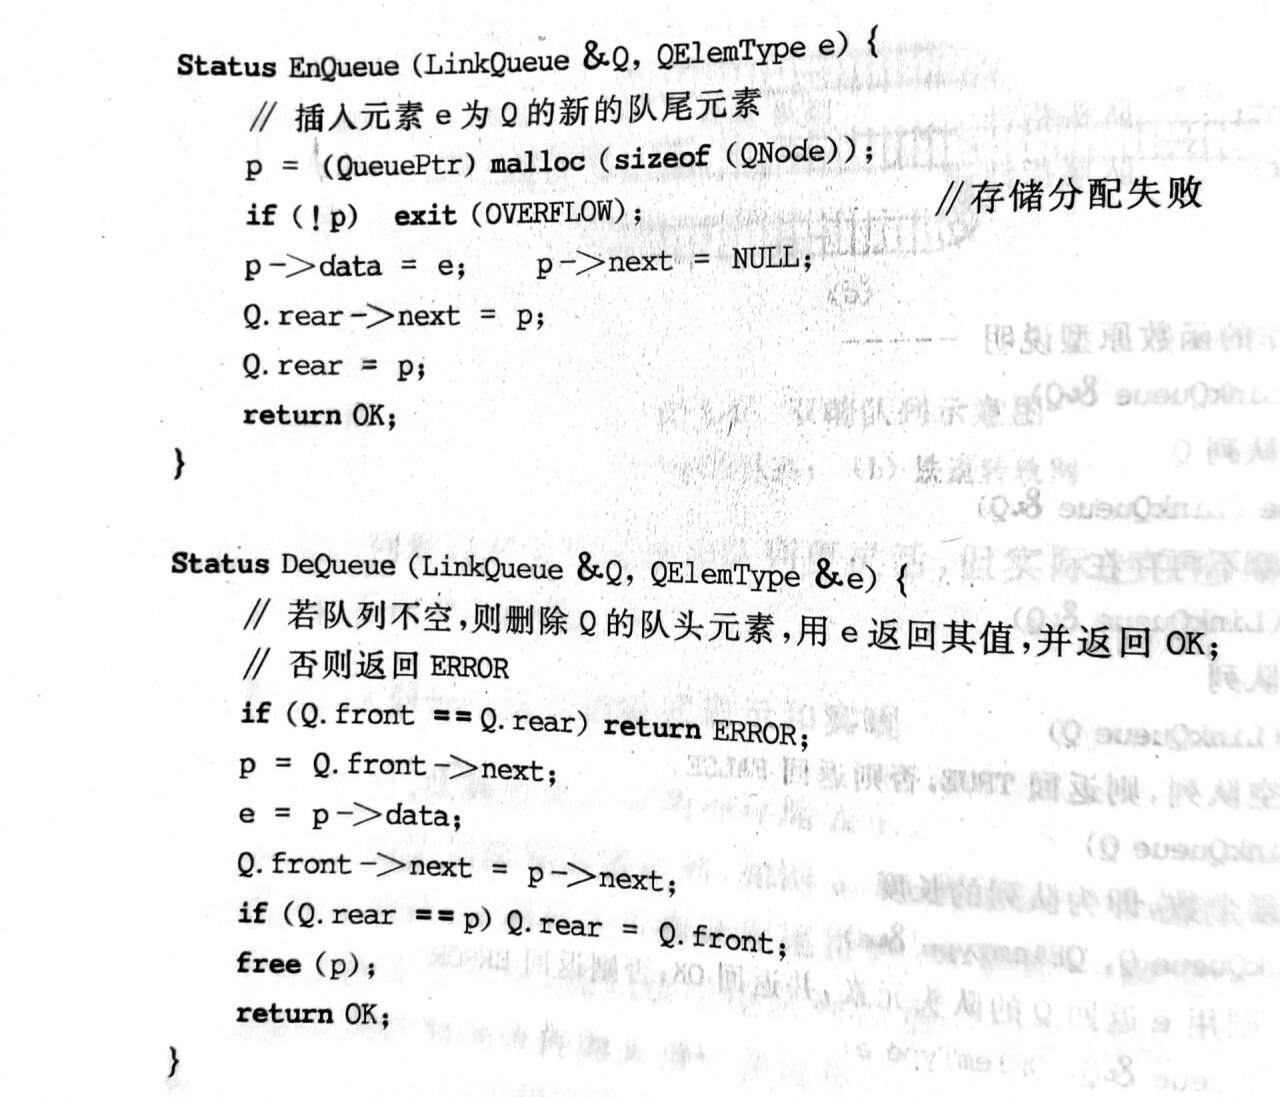 Status EnQueue (LinkQueue &Q, QElemType e) {
// 插入元素 e 为 Q 的新的队尾元素
p = (QueuePtr) malloc (sizeof (QNode));
if (!p) exit (OVERFLOW); //存储分配失败
p->data = e; p->next = NULL;
Q.rear->next = p;
Q.rear = p;
return OK;
}
Status DeQueue (LinkQueue &Q, QElemType &e) {
// 若队列不空,则删除 Q 的队头元素,用 e 返回其值,并返回 OK;
// 否则返回 ERROR
if (Q.front == Q.rear) return ERROR;
p = Q.front->next;
e = p->data;
Q.front->next = p->next;
if (Q.rear == p) Q.rear = Q.front;
free (p);
return OK;
}